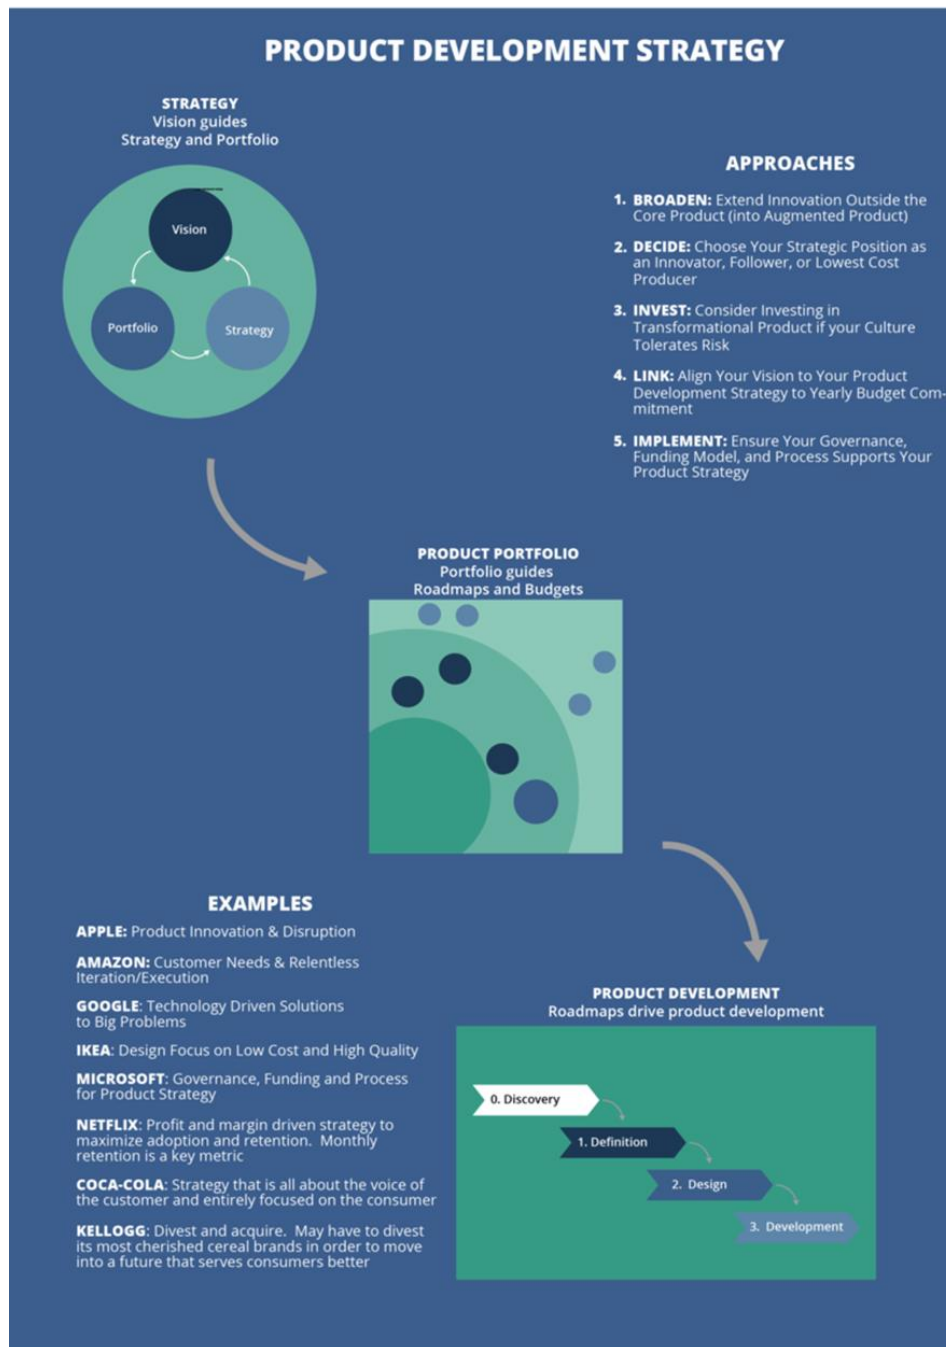 PRODUCT DEVELOPMENT STRATEGY
STRATEGY
Vision guides
Strategy and Portfolio
Vision
Portfolio
Strategy
APPROACHES
1. BROADEN: Extend Innovation Outside the
Core Product (into Augmented Product)
2. DECIDE: Choose Your Strategic Position as
an Innovator, Follower, or Lowest Cost
Producer
3. INVEST: Consider Investing in
Transformational Product if your Culture
Tolerates Risk
4. LINK: Align Your Vision to Your Product
Development Strategy to Yearly Budget Com-
mitment
5. IMPLEMENT: Ensure Your Governance,
Funding Model, and Process Supports Your
Product Strategy
PRODUCT PORTFOLIO
Portfolio guides
Roadmaps and Budgets
EXAMPLES
APPLE: Product Innovation & Disruption
AMAZON: Customer Needs & Relentless
Iteration/Execution
GOOGLE: Technology Driven Solutions
to Big Problems
IKEA: Design Focus on Low Cost and High Quality
MICROSOFT: Governance, Funding and Process
for Product Strategy
NETFLIX: Profit and margin driven strategy to
maximize adoption and retention. Monthly
retention is a key metric
COCA-COLA: Strategy that is all about the voice of
the customer and entirely focused on the consumer
KELLOGG: Divest and acquire. May have to divest
its most cherished cereal brands in order to move
into a future that serves consumers better
PRODUCT DEVELOPMENT
Roadmaps drive product development
0. Discovery
1. Definition
2. Design
3. Development